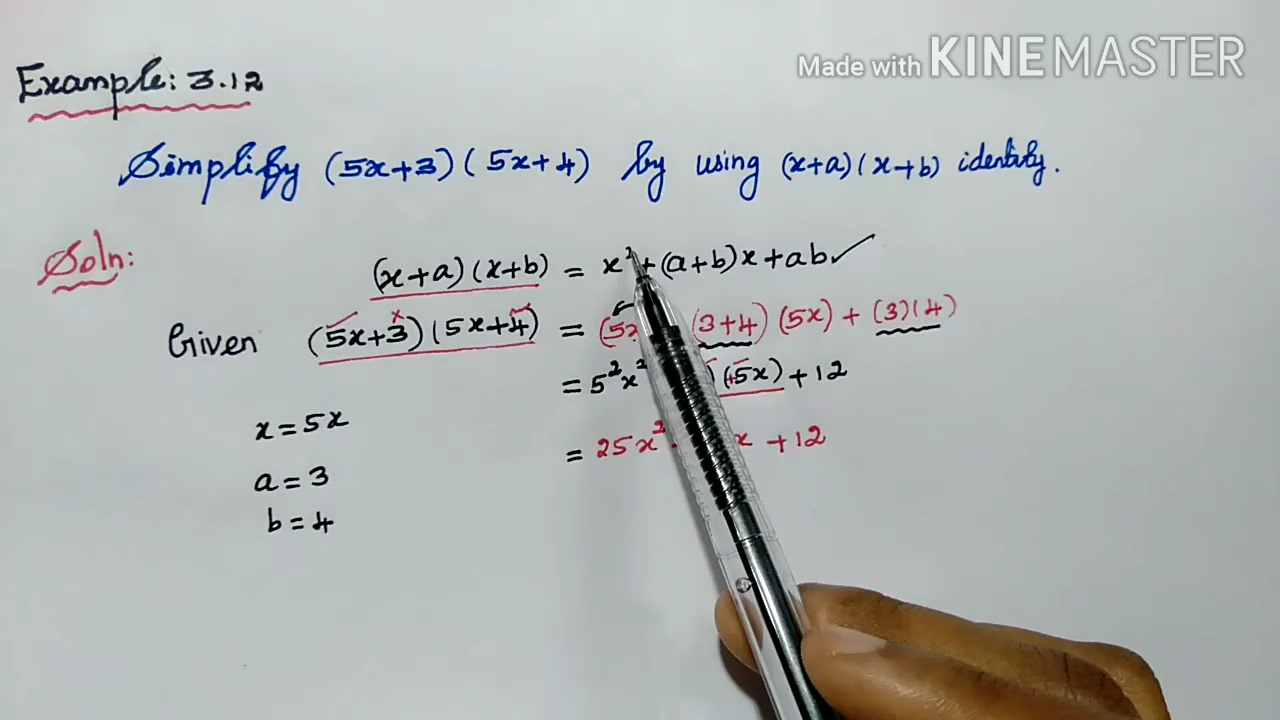 Made with KINEMASTER
Example: 3.12
Simplify (5x+3)(5x+4) by using (x+a)(x+b) identity.
Soln:
(x+a)(x+b) = x²+(a+b)x+ab✓
Given (5x+3)(5x+4) = (5x (3+4)(5x) + (3)(4)
= 5²x² )(5x) + 12
x = 5x
= 25x² x + 12
a = 3
b = 4